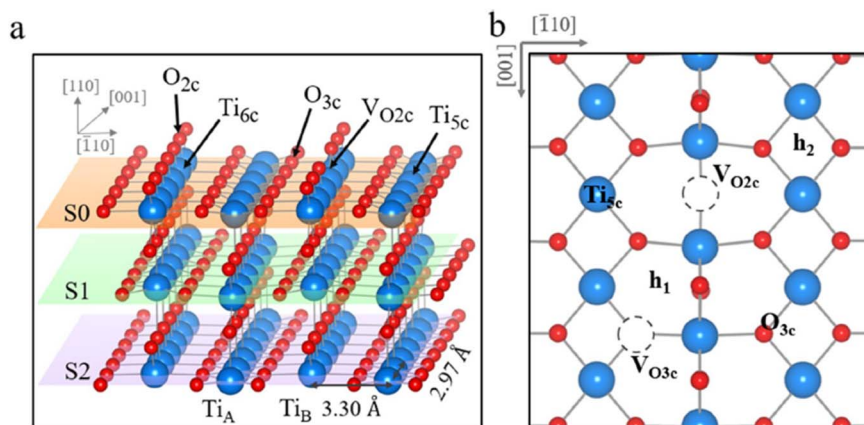 a
[110]
[001]
[1̅10]
O2c
Ti6c
O3c
VO2c
Ti5c
S0
S1
S2
TiA
TiB
3.30 Å
2.97 Å
b
[1̅10]
[001]
h2
VO2c
Ti5c
h1
O3c
VO3c